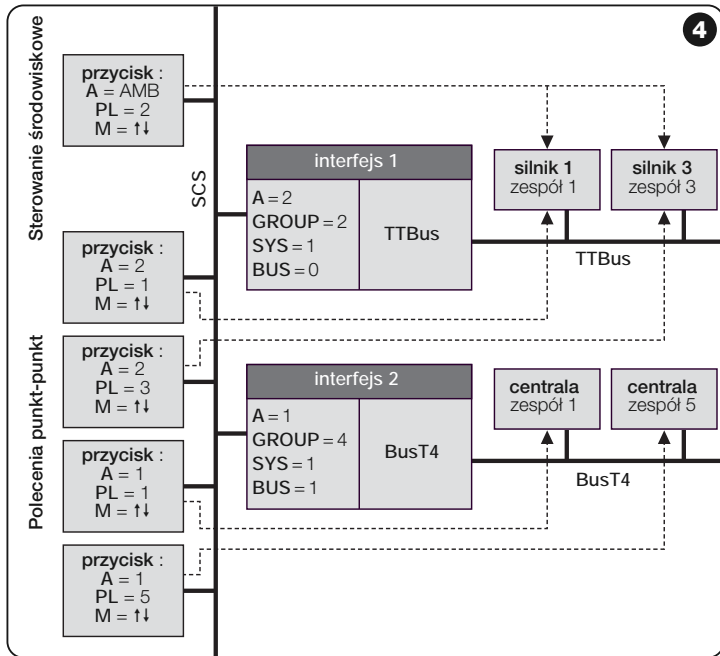 4
Sterowanie środowiskowe
przycisk :
A = AMB
PL = 2
M = ↑↓
SCS
interfejs 1
A = 2
GROUP = 2
SYS = 1
BUS = 0
TTBus
silnik 1
zespół 1
silnik 3
zespół 3
TTBus
Polecenia punkt-punkt
przycisk :
A = 2
PL = 1
M = ↑↓
przycisk :
A = 2
PL = 3
M = ↑↓
interfejs 2
A = 1
GROUP = 4
SYS = 1
BUS = 1
BusT4
centrala
zespół 1
centrala
zespół 5
BusT4
przycisk :
A = 1
PL = 1
M = ↑↓
przycisk :
A = 1
PL = 5
M = ↑↓